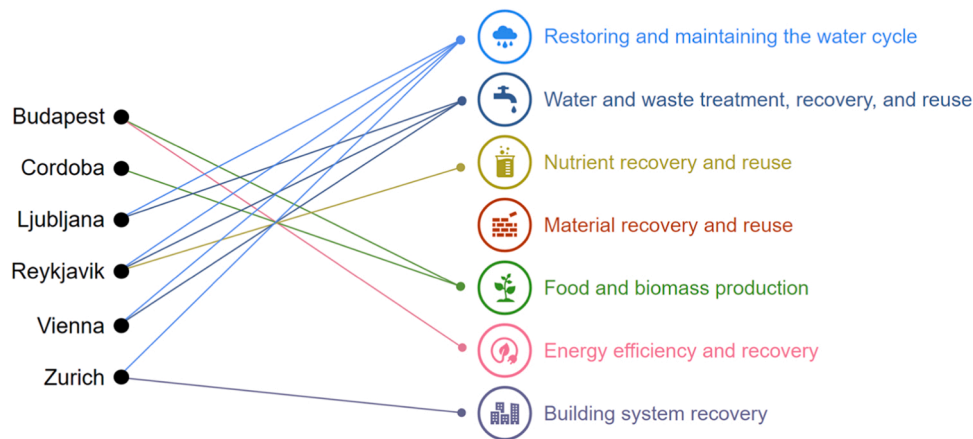 Budapest
Cordoba
Ljubljana
Reykjavik
Vienna
Zurich
Restoring and maintaining the water cycle
Water and waste treatment, recovery, and reuse
Nutrient recovery and reuse
Material recovery and reuse
Food and biomass production
Energy efficiency and recovery
Building system recovery